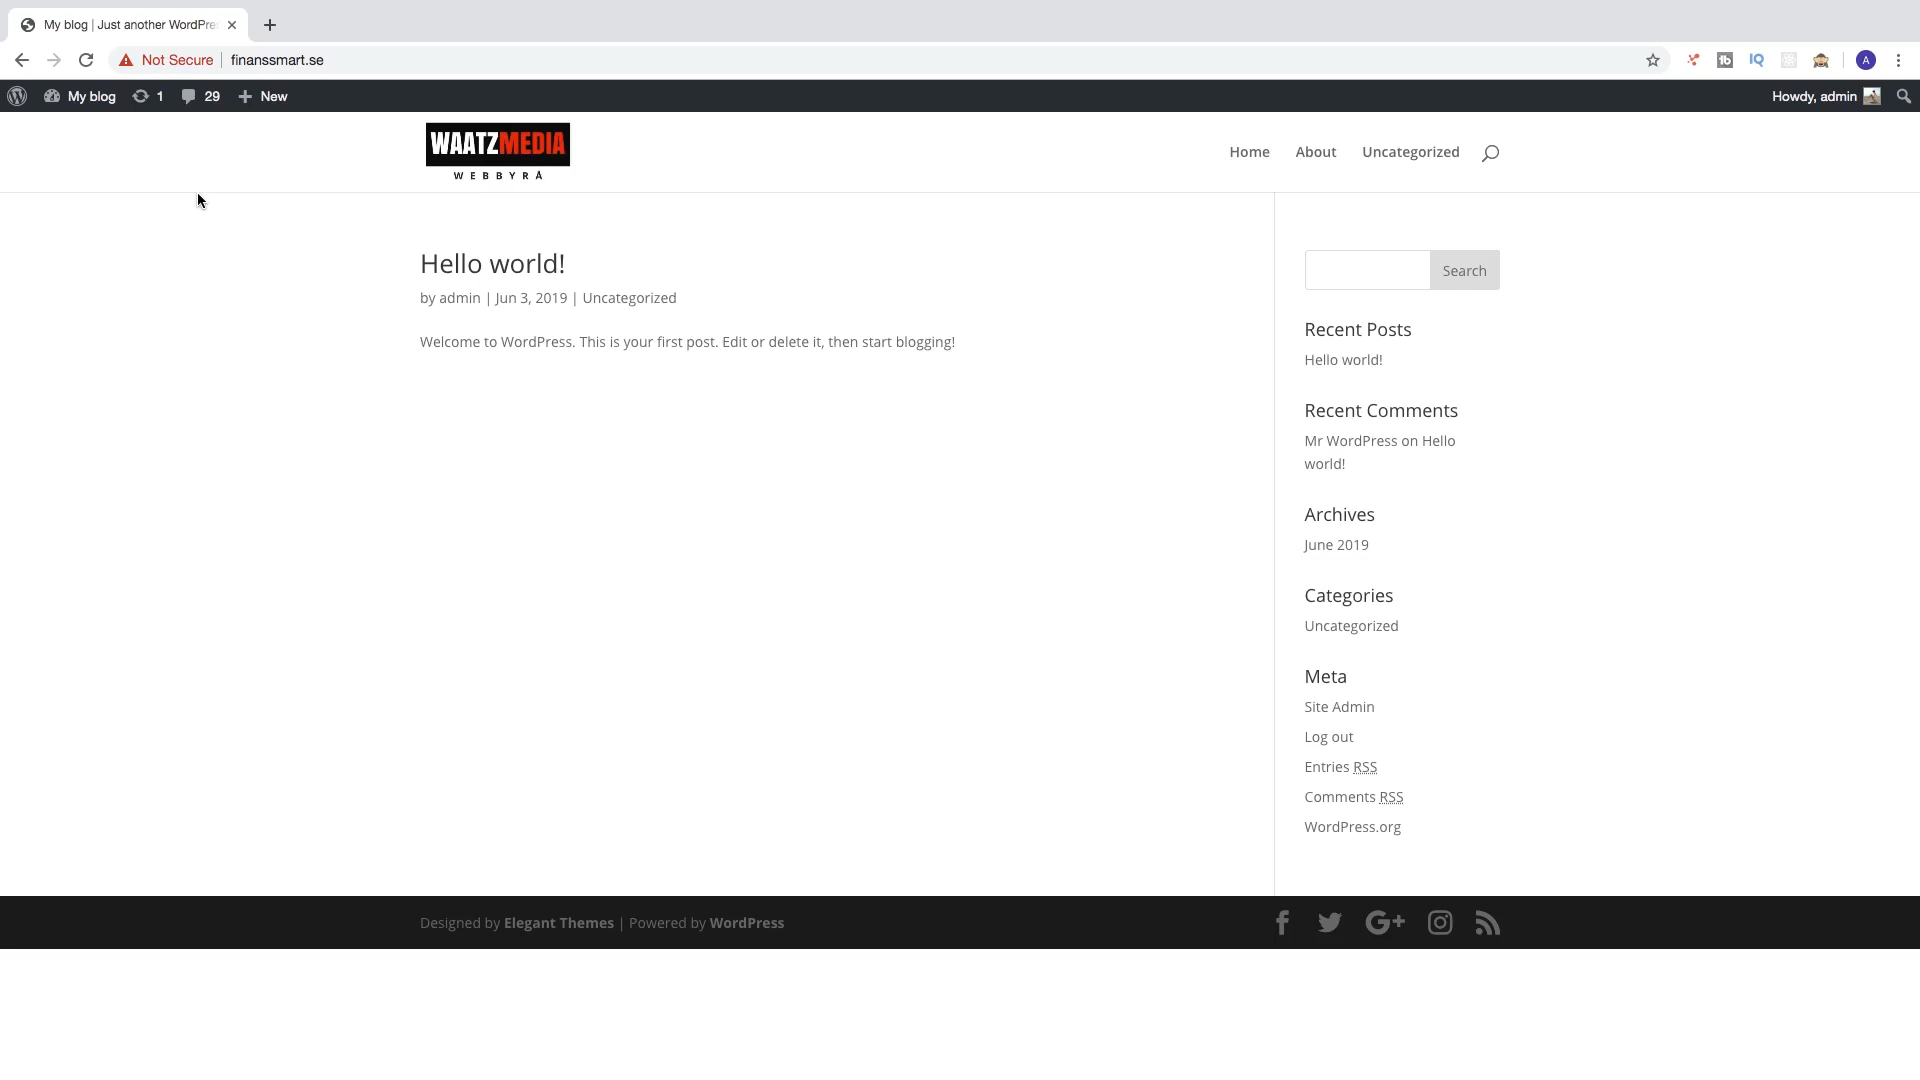 My blog | Just another WordPre
Not Secure
finanssmart.se
My blog
1
29
New
Howdy, admin
WAATZMEDIA
WEBBYRÅ
Home
About
Uncategorized
Hello world!
by admin | Jun 3, 2019 | Uncategorized
Welcome to WordPress. This is your first post. Edit or delete it, then start blogging!
Search
Recent Posts
Hello world!
Recent Comments
Mr WordPress on Hello
world!
Archives
June 2019
Categories
Uncategorized
Meta
Site Admin
Log out
Entries RSS
Comments RSS
WordPress.org
Designed by Elegant Themes | Powered by WordPress